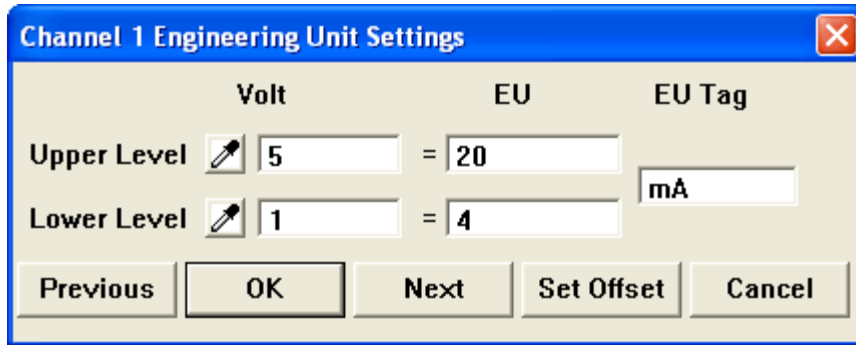 Channel 1 Engineering Unit Settings
Volt EU EU Tag
Upper Level 5 = 20
mA
Lower Level 1 = 4
Previous OK Next Set Offset Cancel